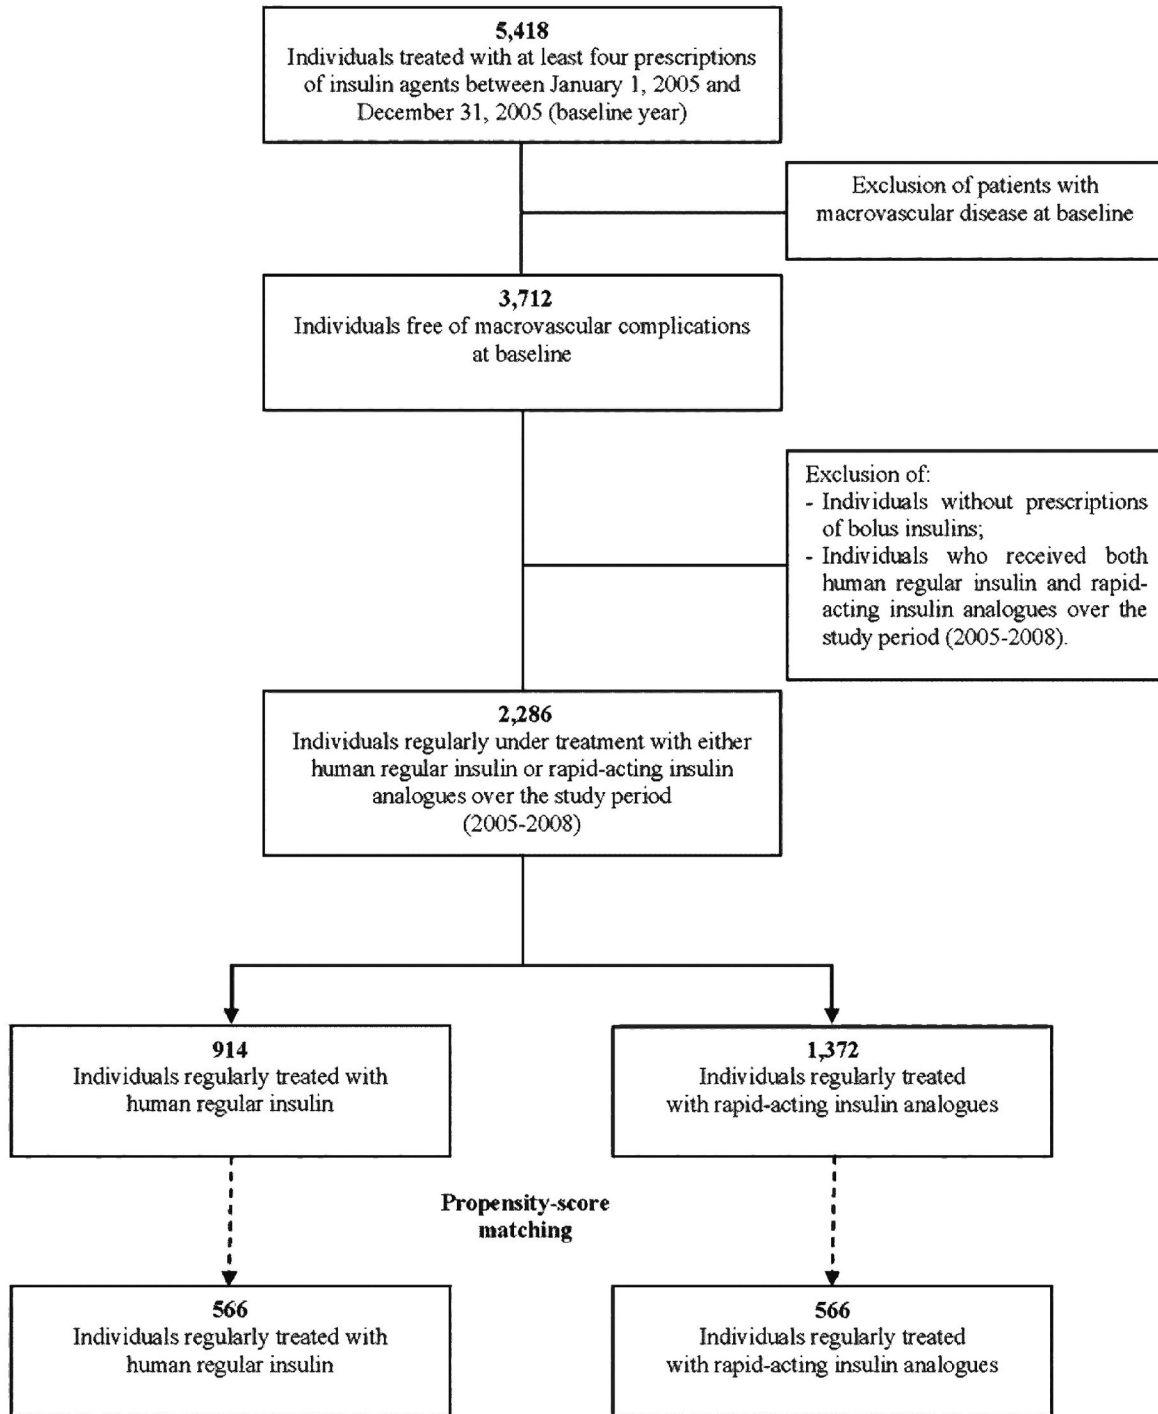 5,418
Individuals treated with at least four prescriptions
of insulin agents between January 1, 2005 and
December 31, 2005 (baseline year)
Exclusion of patients with
macrovascular disease at baseline
3,712
Individuals free of macrovascular complications
at baseline
Exclusion of:
- Individuals without prescriptions
of bolus insulins;
- Individuals who received both
human regular insulin and rapid-
acting insulin analogues over the
study period (2005-2008).
2,286
Individuals regularly under treatment with either
human regular insulin or rapid-acting insulin
analogues over the study period
(2005-2008)
914
Individuals regularly treated with
human regular insulin
1,372
Individuals regularly treated
with rapid-acting insulin analogues
Propensity-score
matching
566
Individuals regularly treated with
human regular insulin
566
Individuals regularly treated
with rapid-acting insulin analogues